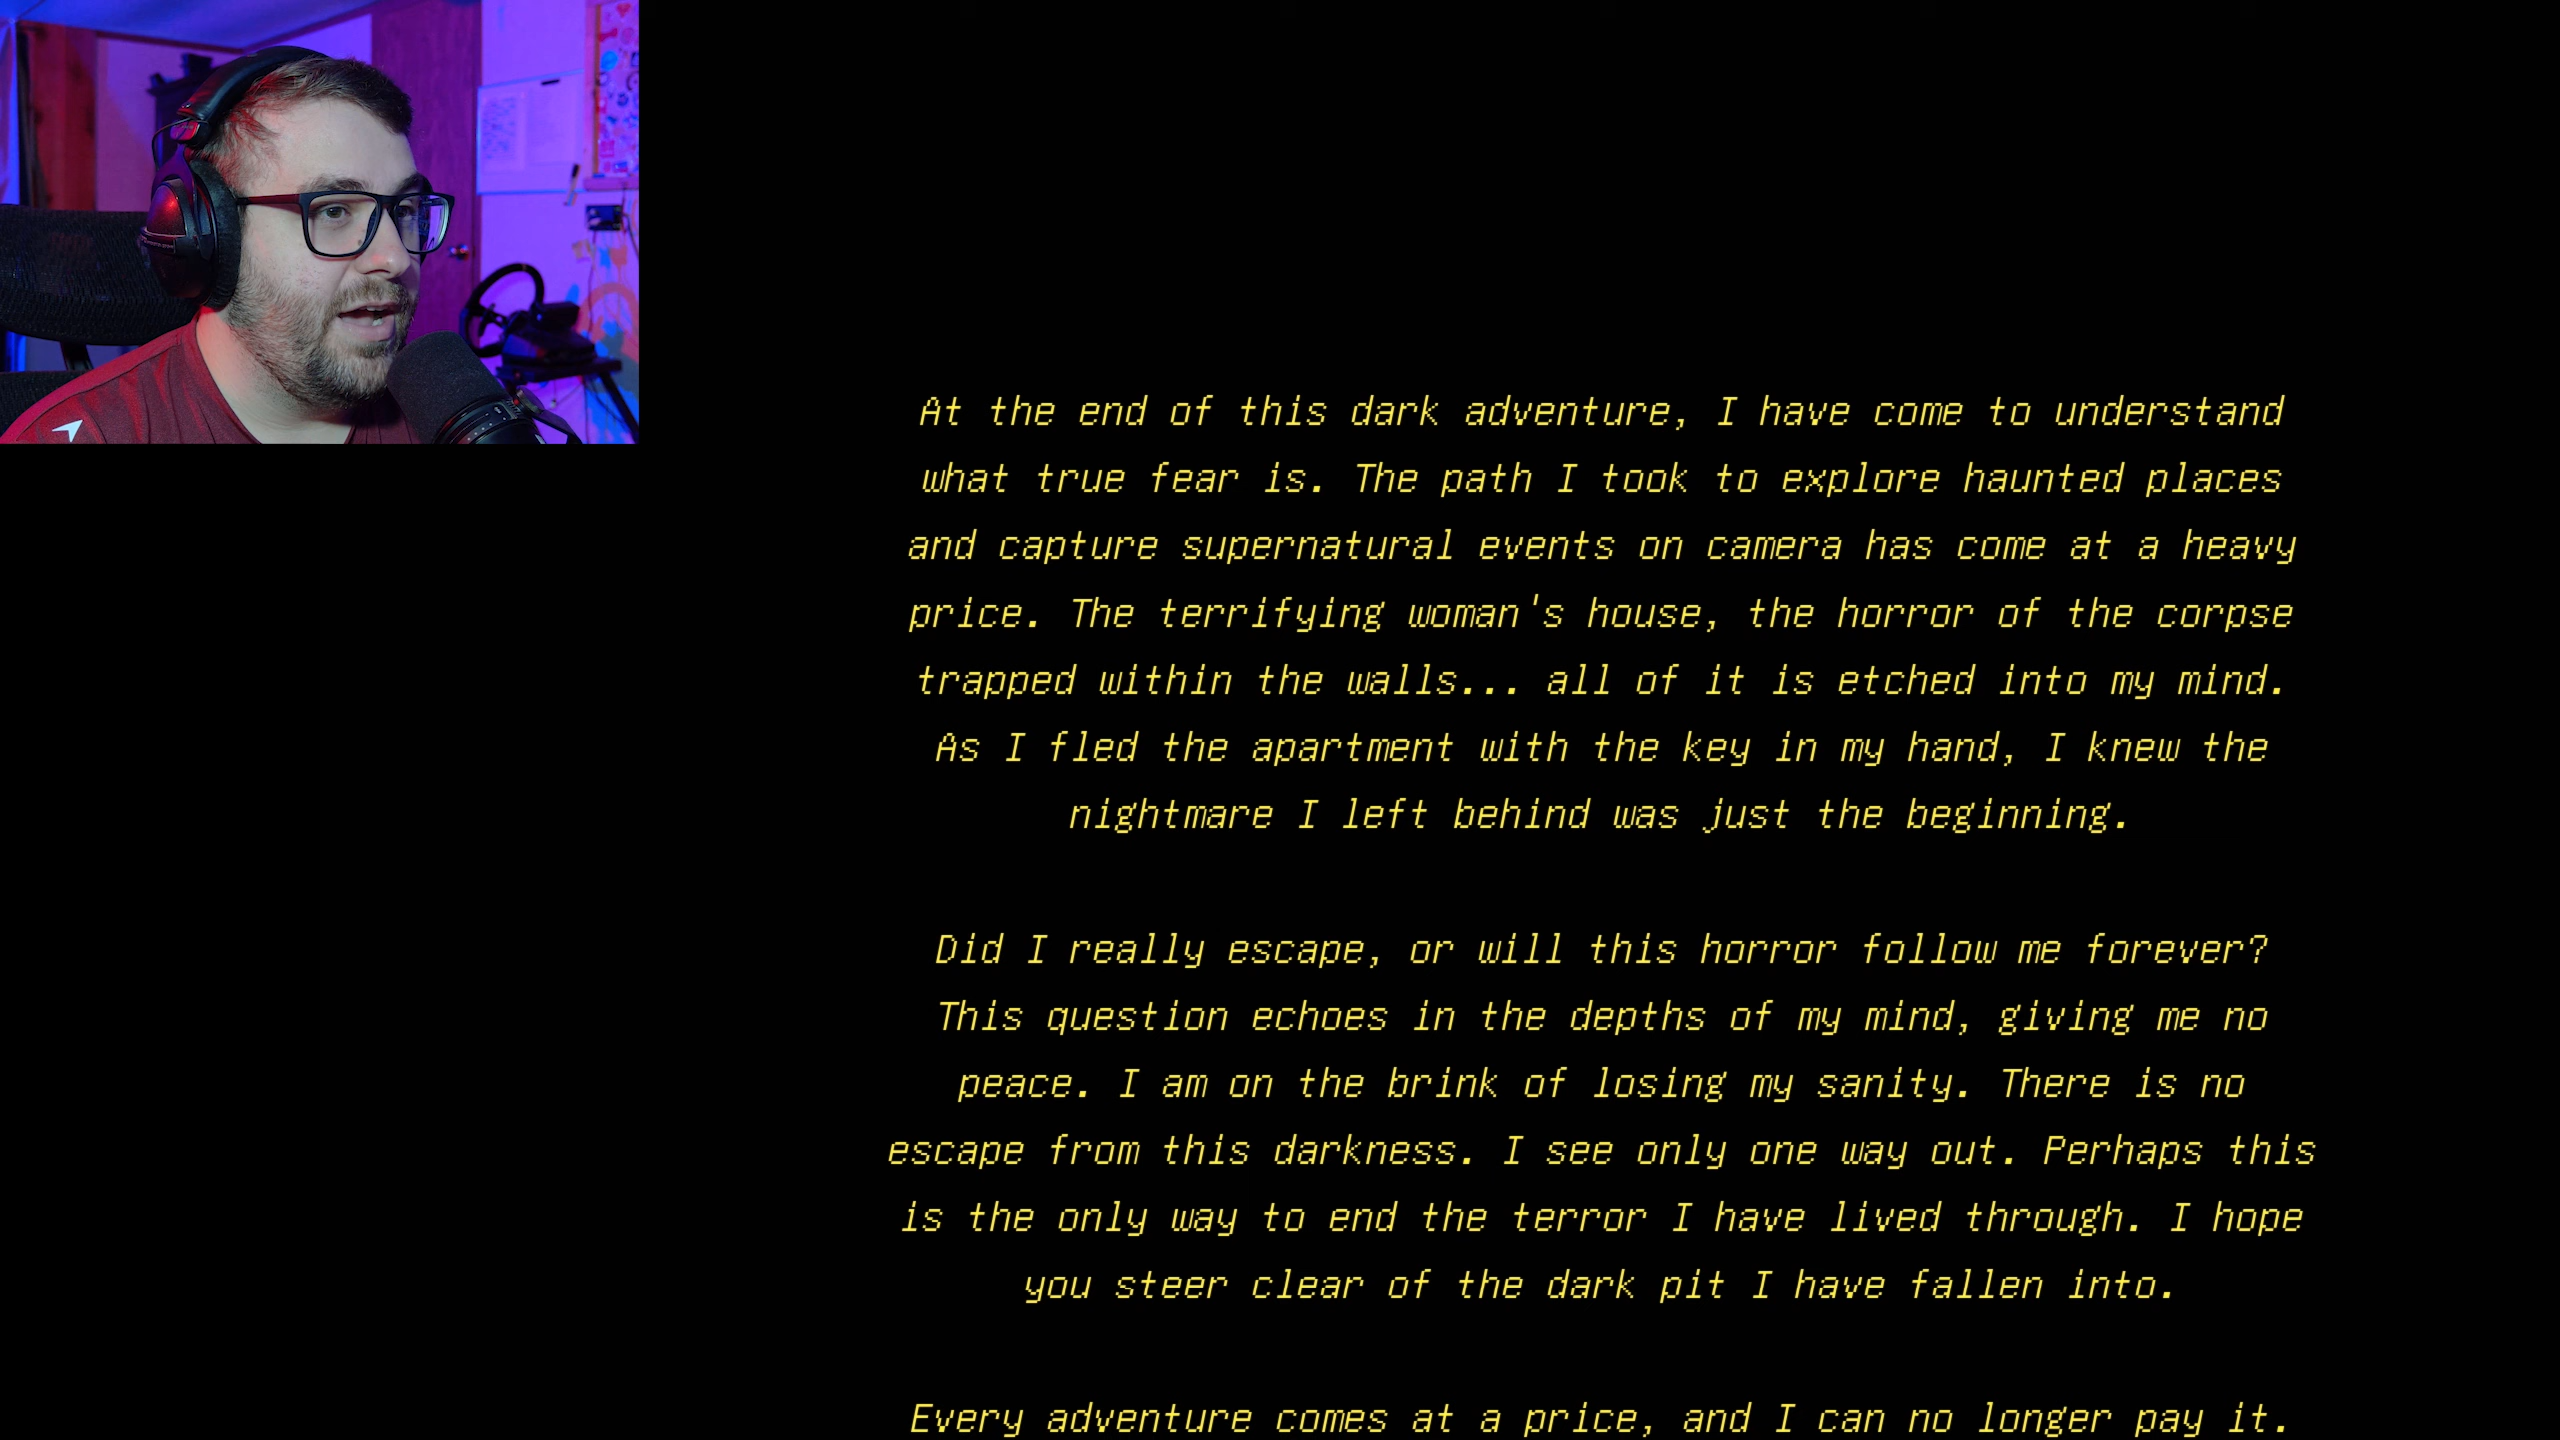 At the end of this dark adventure, I have come to understand
what true fear is. The path I took to explore haunted places
and capture supernatural events on camera has come at a heavy
price. The terrifying woman's house, the horror of the corpse
trapped within the walls... all of it is etched into my mind.
As I fled the apartment with the key in my hand, I knew the
nightmare I left behind was just the beginning.
Did I really escape, or will this horror follow me forever?
This question echoes in the depths of my mind, giving me no
peace. I am on the brink of losing my sanity. There is no
escape from this darkness. I see only one way out. Perhaps this
is the only way to end the terror I have lived through. I hope
you steer clear of the dark pit I have fallen into.
Every adventure comes at a price, and I can no longer pay it.